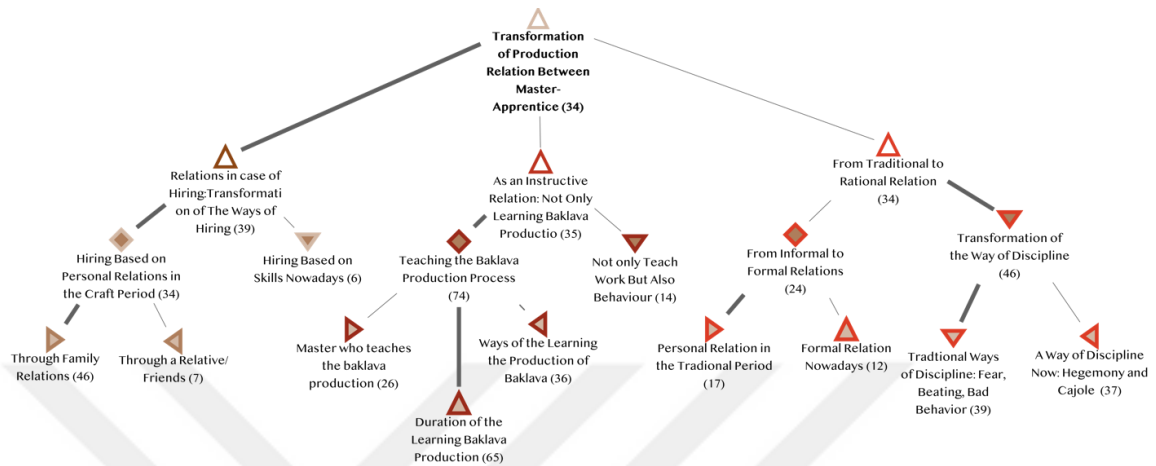 Transformation
of Production
Relation Between
Master-
Apprentice (34)
Relations in case of
Hiring:Transformati
on of The Ways of
Hiring (39)
As an Instructive
Relation: Not Only
Learning Baklava
Productio (35)
From Traditional to
Rational Relation
(34)
Hiring Based on
Personal Relations in
the Craft Period (34)
Hiring Based on
Skills Nowadays (6)
Teaching the Baklava
Production Process
(74)
Not only Teach
Work But Also
Behaviour (14)
From Informal to
Formal Relations
(24)
Transformation of
the Way of Discipline
(46)
Through Family
Relations (46)
Through a Relative/
Friends (7)
Master who teaches
the baklava
production (26)
Ways of the Learning
the Production of
Baklava (36)
Personal Relation in
the Tradional Period
(17)
Formal Relation
Nowadays (12)
Tradtional Ways
of Discipline: Fear,
Beating, Bad
Behavior (39)
A Way of Discipline
Now: Hegemony and
Cajole (37)
Duration of the
Learning Baklava
Production (65)